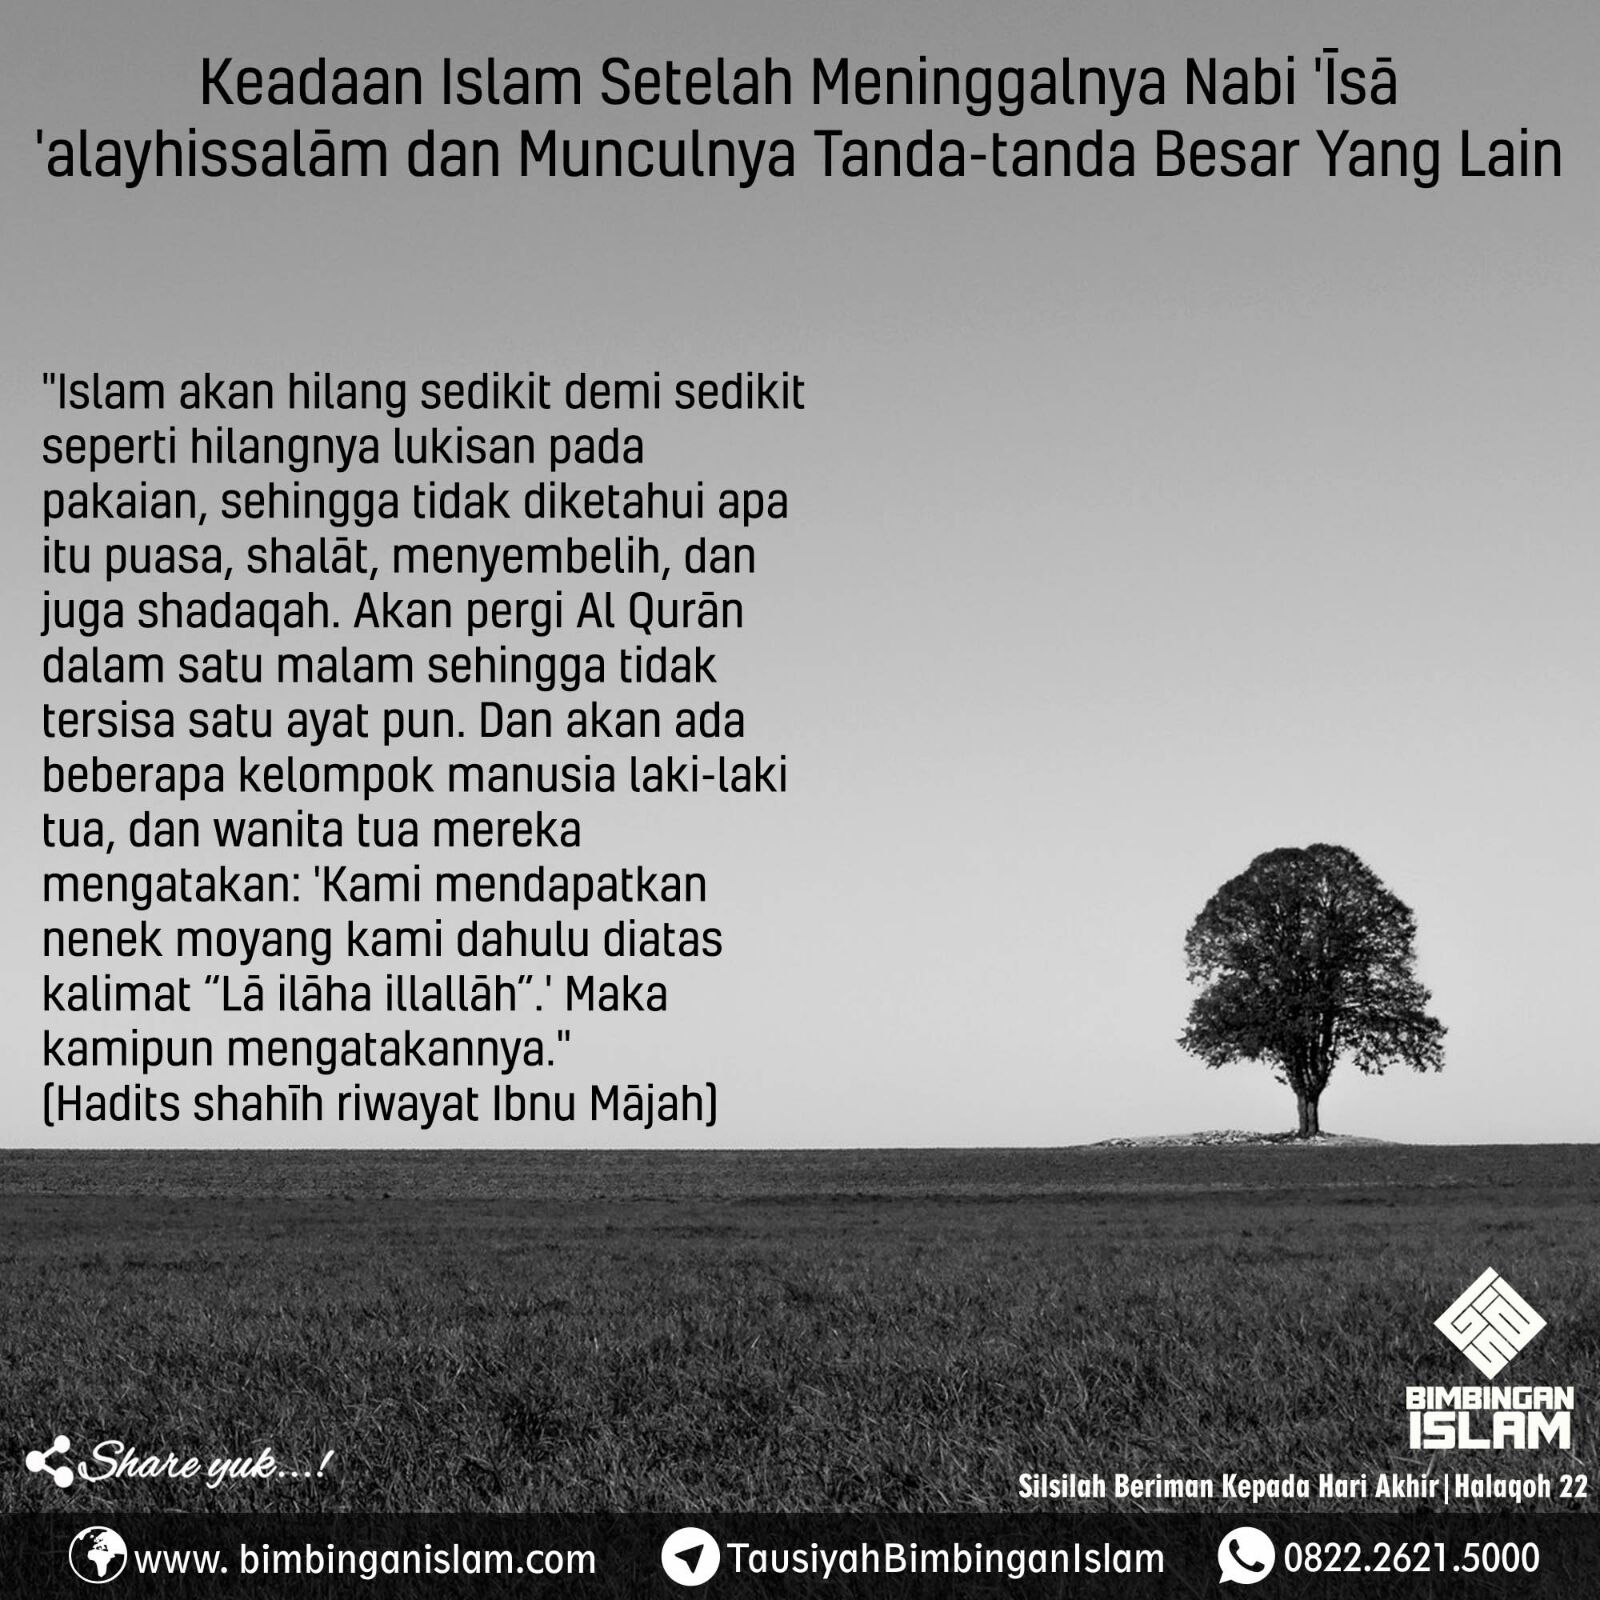 Keadaan Islam Setelah Meninggalnya Nabi 'Īsā
'alayhissalām dan Munculnya Tanda-tanda Besar Yang Lain
"Islam akan hilang sedikit demi sedikit
seperti hilangnya lukisan pada
pakaian, sehingga tidak diketahui apa
itu puasa, shalāt, menyembelih, dan
juga shadaqah. Akan pergi Al Qurān
dalam satu malam sehingga tidak
tersisa satu ayat pun. Dan akan ada
beberapa kelompok manusia laki-laki
tua, dan wanita tua mereka
mengatakan: 'Kami mendapatkan
nenek moyang kami dahulu diatas
kalimat “Lā ilāha illallāh”.' Maka
kamipun mengatakannya."
(Hadits shahīh riwayat Ibnu Mājah)
BIMBINGAN
ISLAM
Share yuk...!
Silsilah Beriman Kepada Hari Akhir|Halaqoh 22
www. bimbinganislam.com
TausiyahBimbinganIslam
0822.2621.5000